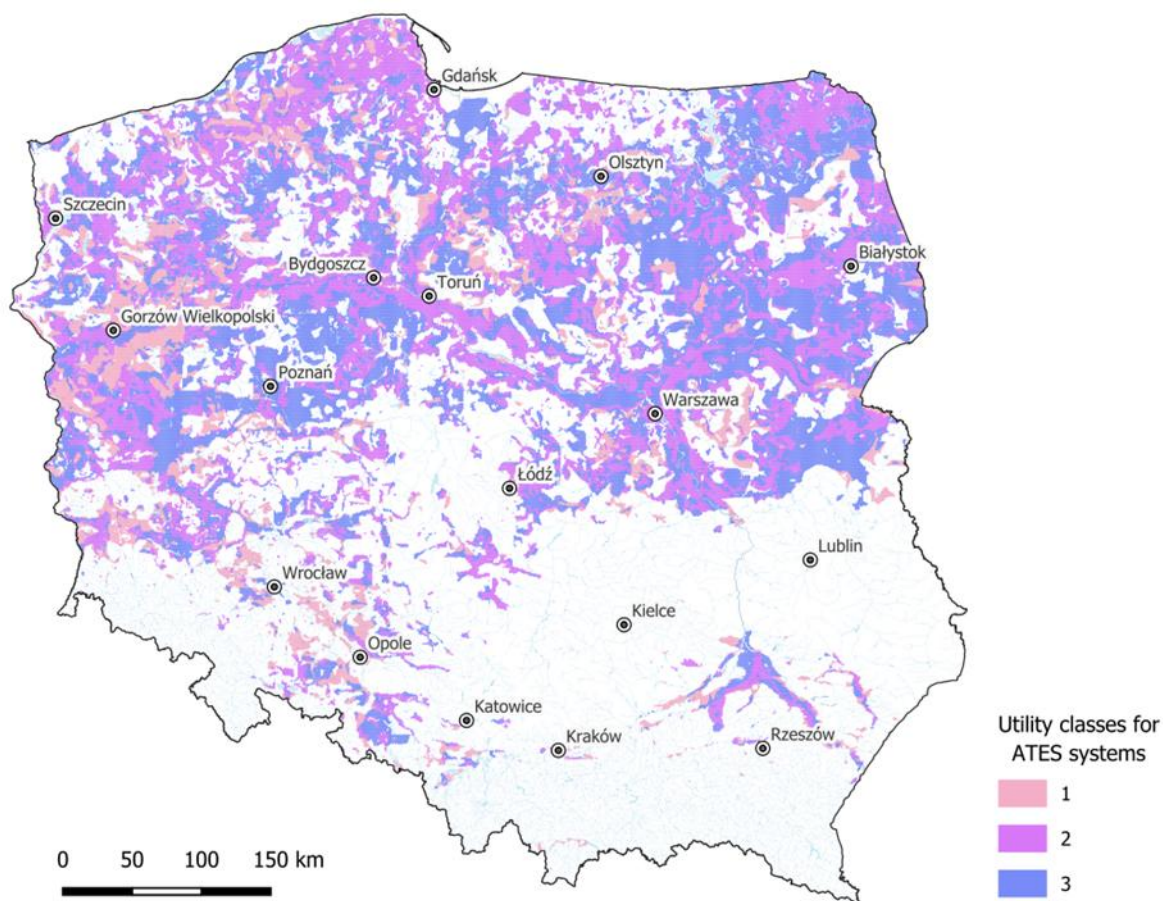 Gdańsk
Olsztyn
Szczecin
Białystok
Bydgoszcz
Toruń
Gorzów Wielkopolski
Poznań
Warszawa
Łódź
Lublin
Wrocław
Kielce
Opole
Katowice
Kraków
Rzeszów
Utility classes for
ATES systems
1
2
3
0 50 100 150 km